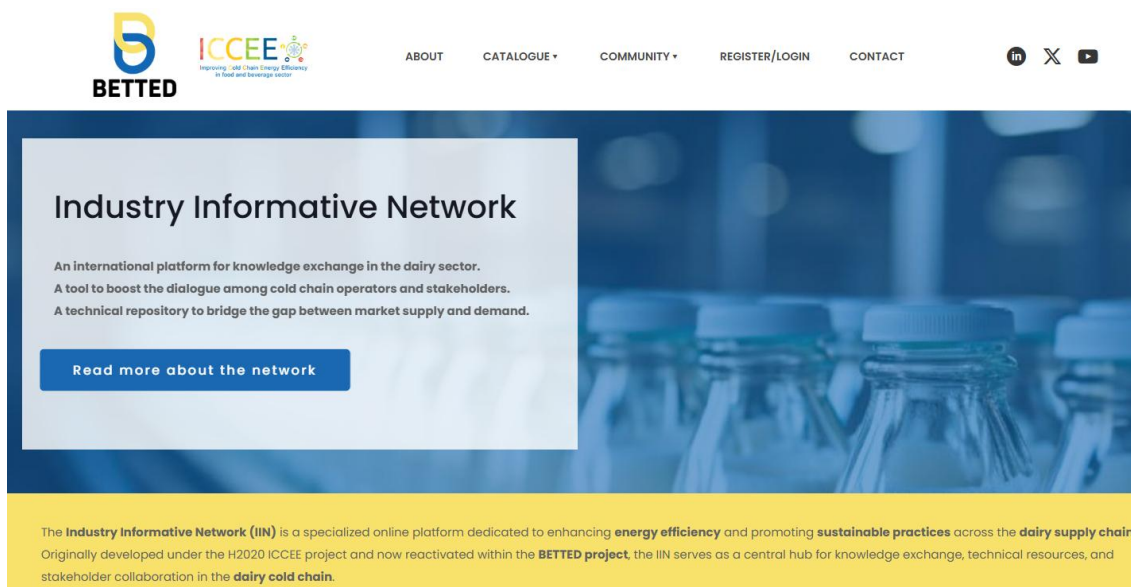 BETTED
ICCEE
Improving Cold Chain Energy Efficiency
in food and beverage sector
ABOUT
CATALOGUE ▾
COMMUNITY ▾
REGISTER/LOGIN
CONTACT
in
Industry Informative Network
An international platform for knowledge exchange in the dairy sector.
A tool to boost the dialogue among cold chain operators and stakeholders.
A technical repository to bridge the gap between market supply and demand.
Read more about the network
The Industry Informative Network (IIN) is a specialized online platform dedicated to enhancing energy efficiency and promoting sustainable practices across the dairy supply chain
Originally developed under the H2020 ICCEE project and now reactivated within the BETTED project, the IIN serves as a central hub for knowledge exchange, technical resources, and
stakeholder collaboration in the dairy cold chain.